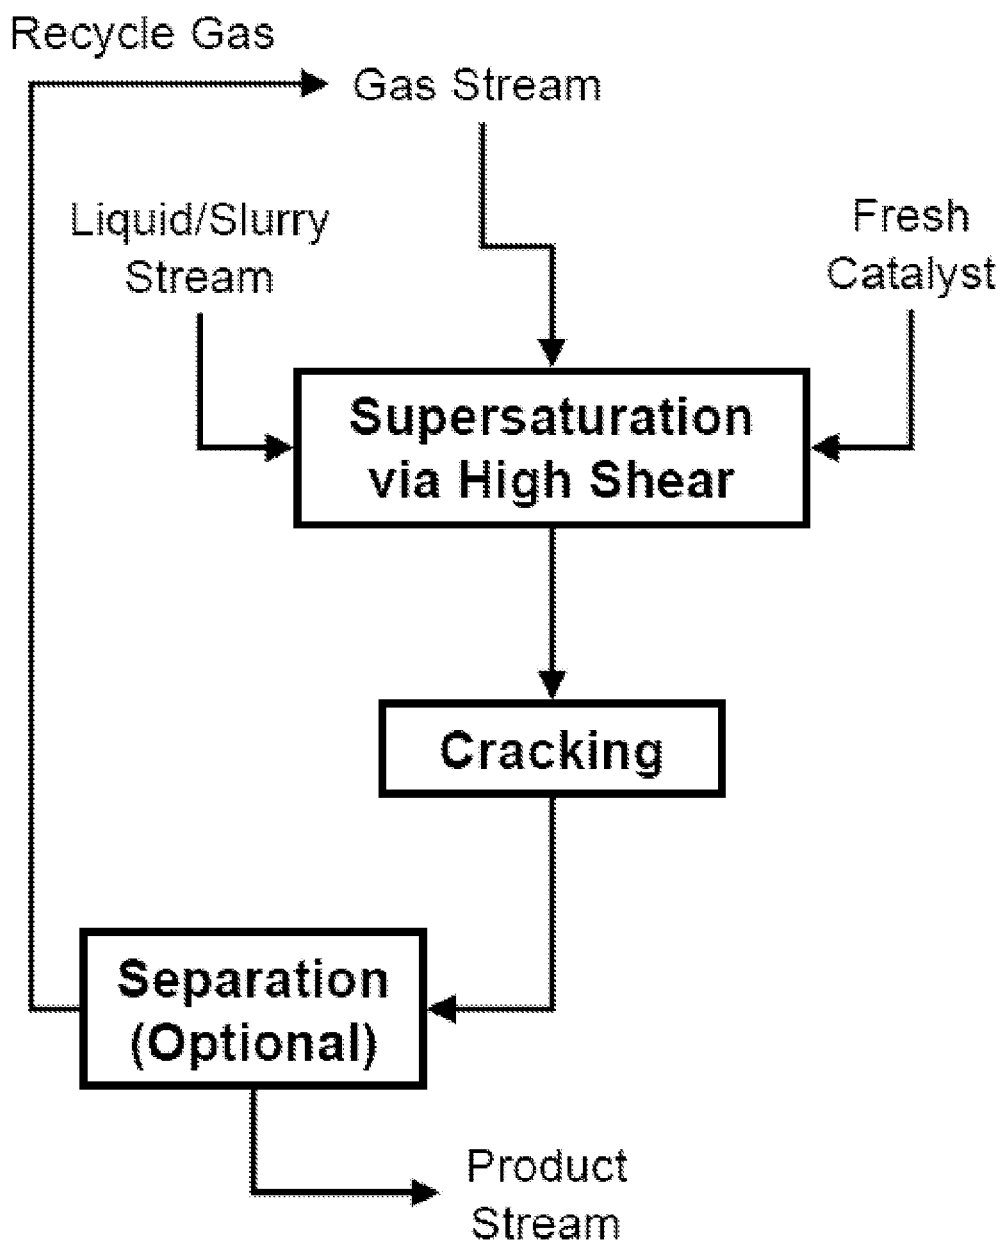 Recycle Gas
Gas Stream
Liquid/Slurry
Stream
Fresh
Catalyst
Supersaturation
via High Shear
Cracking
Separation
(Optional)
Product
Stream